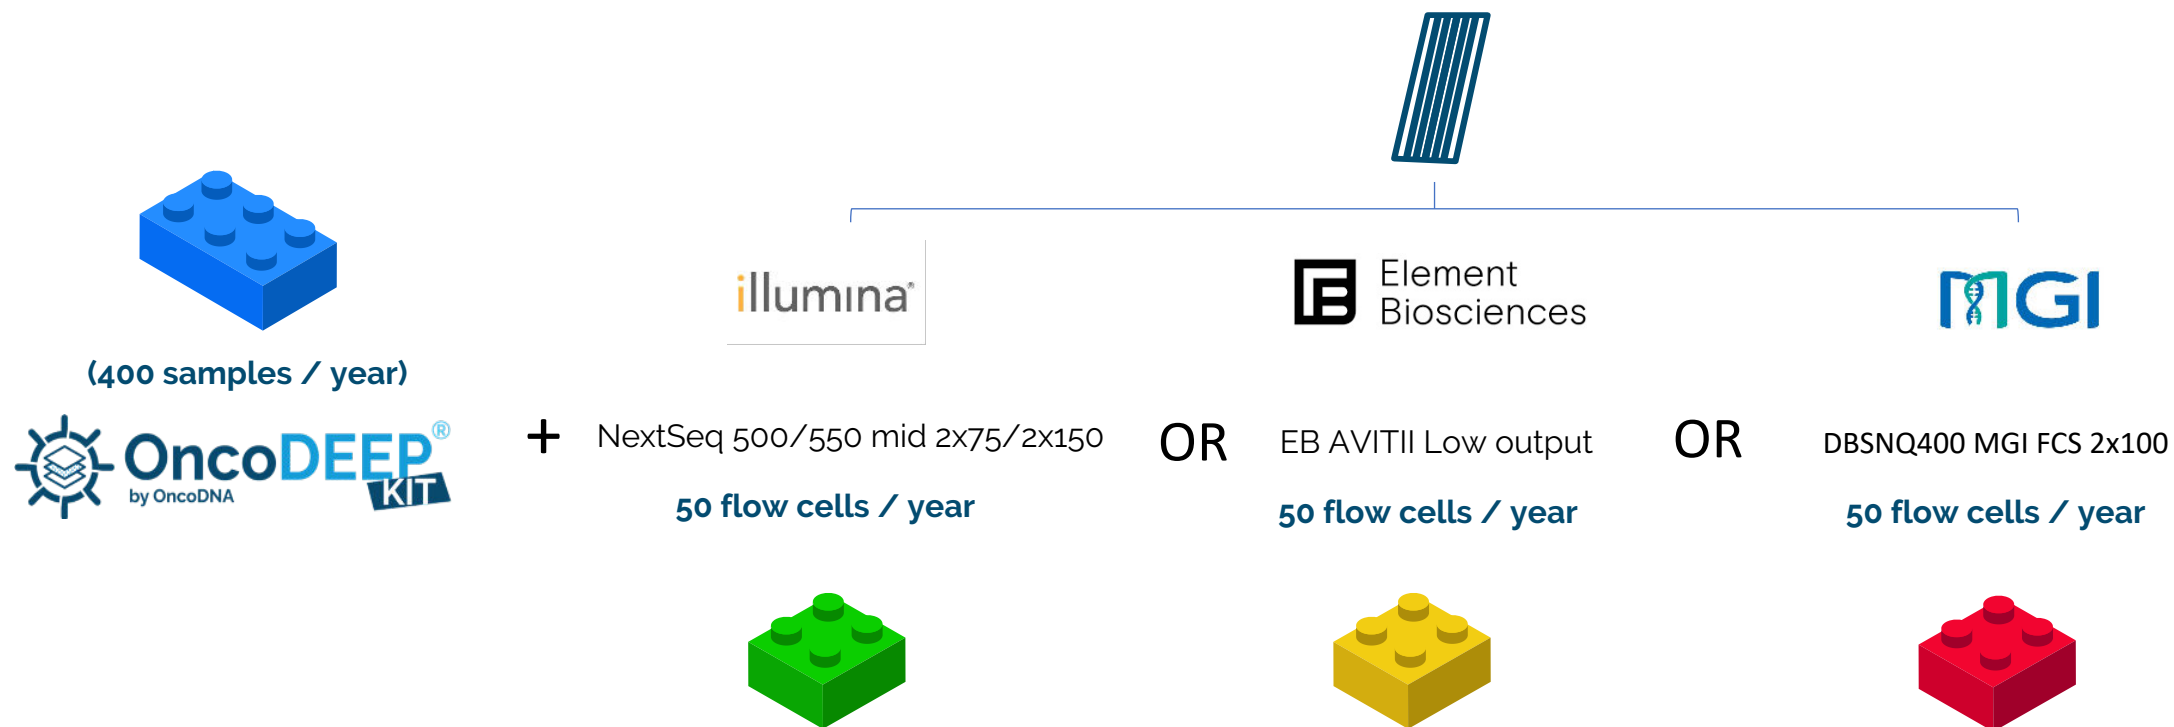 illumina®
Element
Biosciences
MGI
(400 samples / year)
OncoDEEP®
KIT
by OncoDNA
+
NextSeq 500/550 mid 2x75/2x150
OR
EB AVITII Low output
OR
DBSNQ400 MGI FCS 2x100
50 flow cells / year
50 flow cells / year
50 flow cells / year